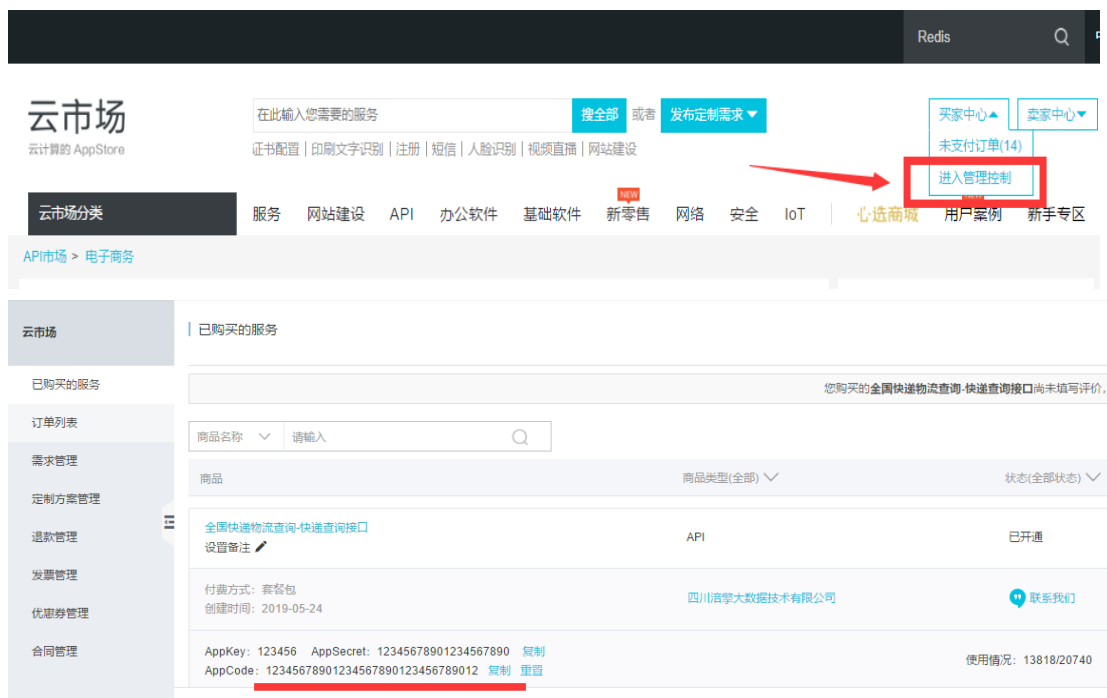 Redis
云市场
云计算的 AppStore
在此输入您需要的服务
搜全部 或者 发布定制需求
证书配置 | 印刷文字识别 | 注册 | 短信 | 人脸识别 | 视频直播 | 网站建设
买家中心 卖家中心
未支付订单(14)
进入管理控制
云市场分类
NEW
服务 网站建设 API 办公软件 基础软件 新零售 网络 安全 IoT 心选商城 用户案例 新手专区
API市场 > 电子商务
云市场
已购买的服务
订单列表
需求管理
定制方案管理
退款管理
发票管理
优惠券管理
合同管理
已购买的服务
您购买的全国快递物流查询-快递查询接口尚未填写评价,
商品名称 请输入
商品 商品类型(全部) 状态(全部状态)
全国快递物流查询-快递查询接口
设置备注
API 已开通
付费方式：套餐包
创建时间：2019-05-24
四川涪擎大数据技术有限公司 联系我们
AppKey：123456 AppSecret：12345678901234567890 复制
AppCode：12345678901234567890123456789012 复制 重置
使用情况：13818/20740